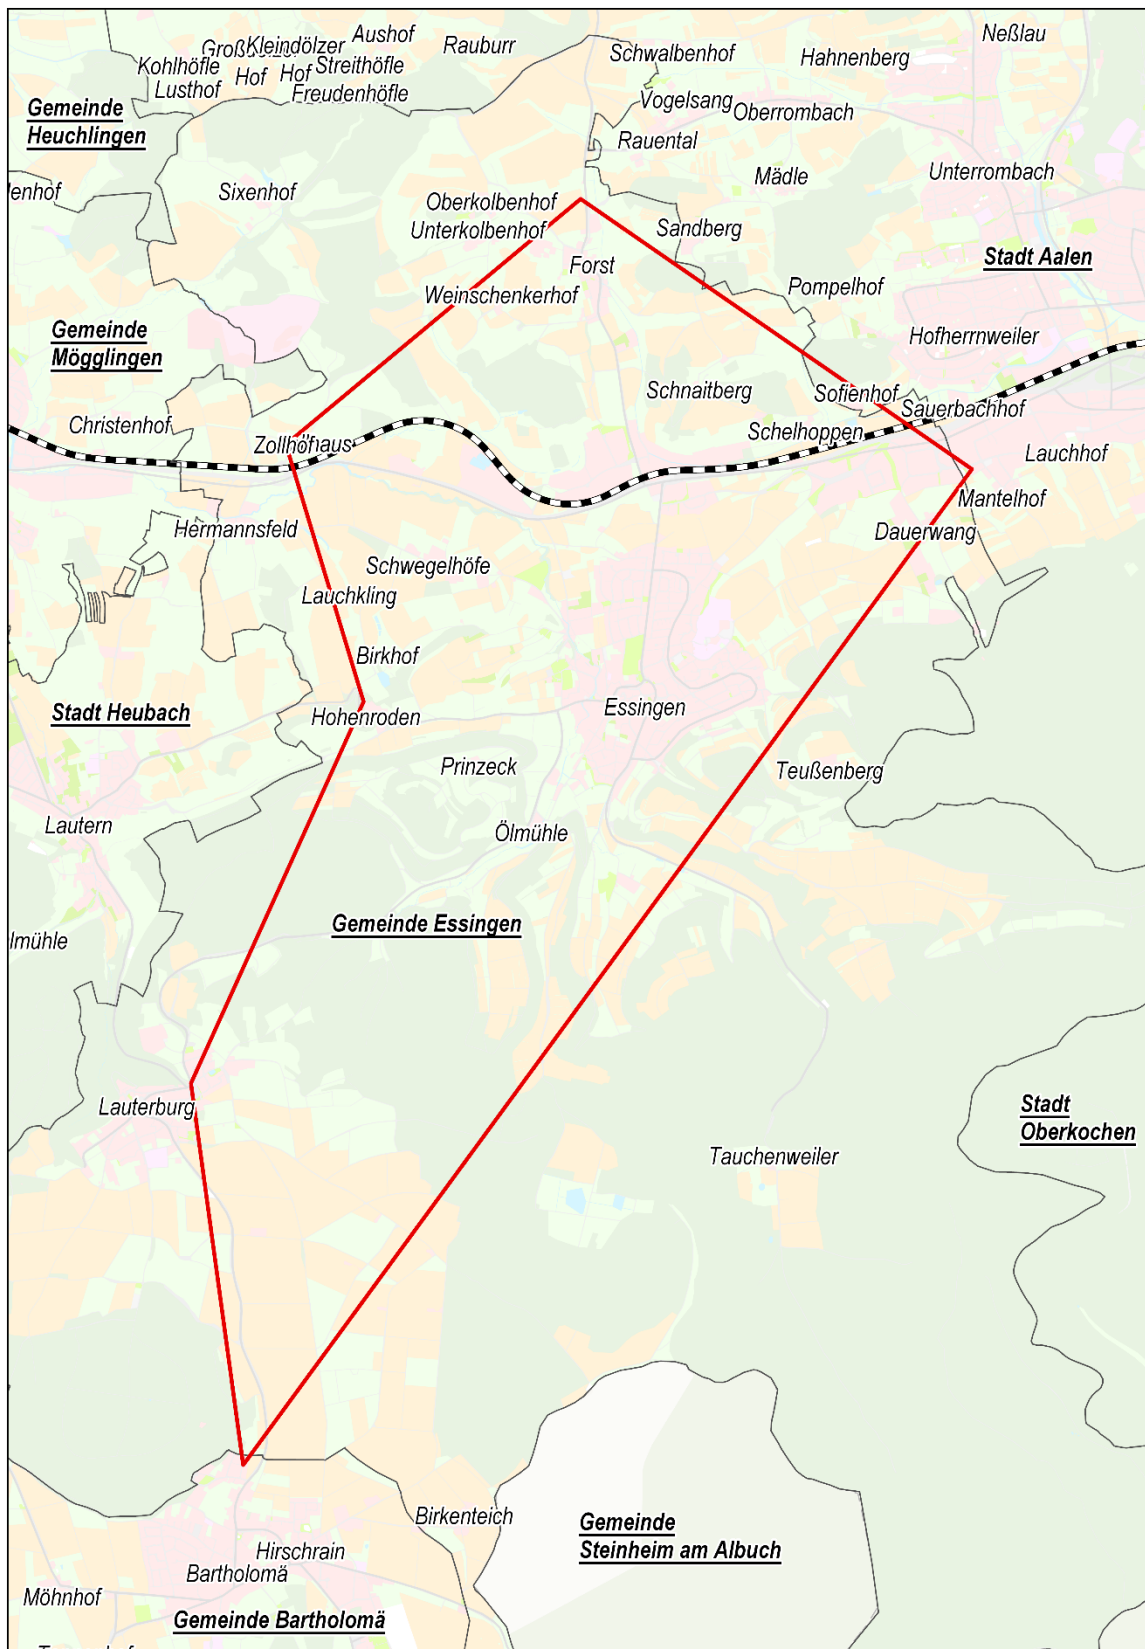 Neßlau
Aushof
Rauburr
Kleindölzer
Schwalbenhof
Hahnenberg
Kohlhöfle
Hof
Hof
Streithöfle
Lusthof
Freudenhöfle
Gemeinde
Heuchlingen
Vogelsang
Oberrombach
Rauental
Mädle
Unterrombach
Sixenhof
Oberkolbenhof
Unterkolbenhof
Sandberg
Stadt Aalen
Forst
Weinschenkerhof
Pompelhof
Gemeinde
Mögglingen
Hofherrnweiler
Schnaitberg
Sofienhof
Sauerbachhof
Christenhof
Schelhoppen
Lauchhof
Mantelhof
Hermannsfeld
Dauerwang
Schwegelhöfe
Lauchkling
Birkhof
Stadt Heubach
Hohenroden
Essingen
Prinzeck
Teußenberg
Lautern
Ölmühle
Gemeinde Essingen
Lauterburg
Stadt
Oberkochen
Tauchenweiler
Birkenteich
Gemeinde
Steinheim am Albuch
Hirschrain
Bartholomä
Möhnhof
Gemeinde Bartholomä